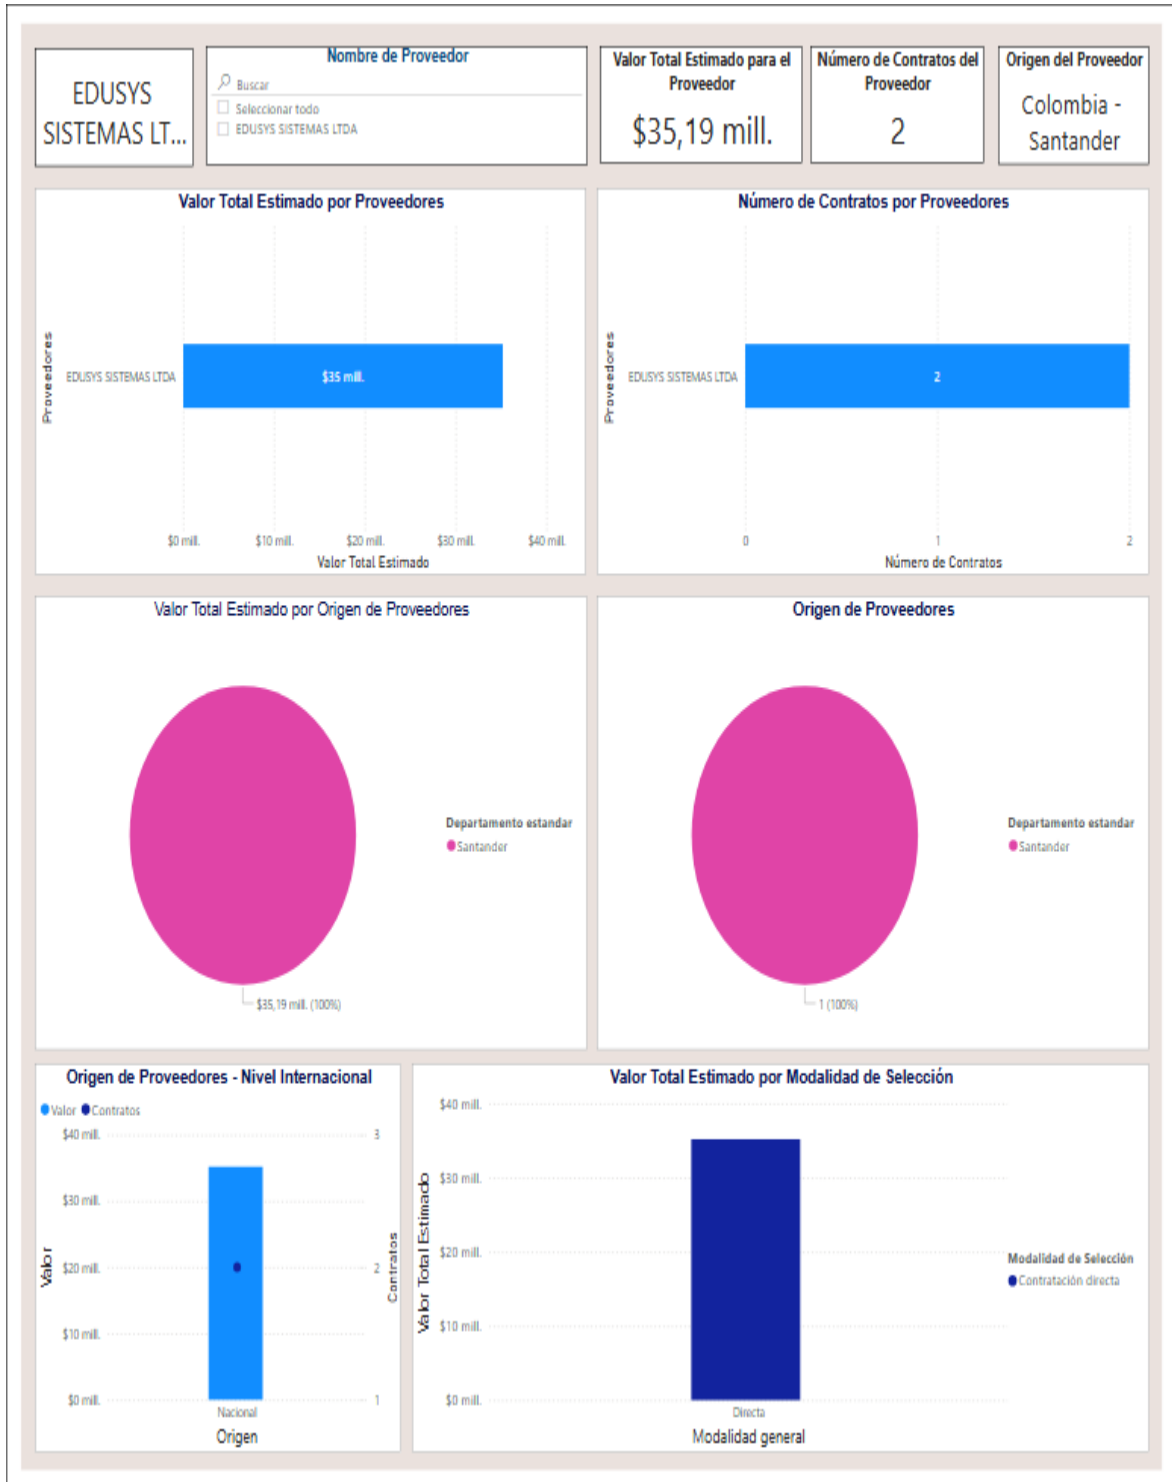 EDUSYS
SISTEMAS LT...
Nombre de Proveedor
Buscar
Seleccionar todo
EDUSYS SISTEMAS LTDA
Valor Total Estimado para el
Proveedor
$35,19 mill.
Número de Contratos del
Proveedor
2
Origen del Proveedor
Colombia -
Santander
Valor Total Estimado por Proveedores
Proveedores
EDUSYS SISTEMAS LTDA
$35 mill.
$0 mill. $10 mill. $20 mill. $30 mill. $40 mill.
Valor Total Estimado
Número de Contratos por Proveedores
Proveedores
EDUSYS SISTEMAS LTDA
2
0 1 2
Número de Contratos
Valor Total Estimado por Origen de Proveedores
Departamento estandar
Santander
$35,19 mill. (100%)
Origen de Proveedores
Departamento estandar
Santander
1 (100%)
Origen de Proveedores - Nivel Internacional
Valor Contratos
$40 mill. 3
$30 mill.
$20 mill. 2
$10 mill.
$0 mill. 1
Valor
Contratos
Nacional
Origen
Valor Total Estimado por Modalidad de Selección
$40 mill.
$30 mill.
$20 mill.
$10 mill.
$0 mill.
Valor Total Estimado
Directa
Modalidad general
Modalidad de Selección
Contratación directa